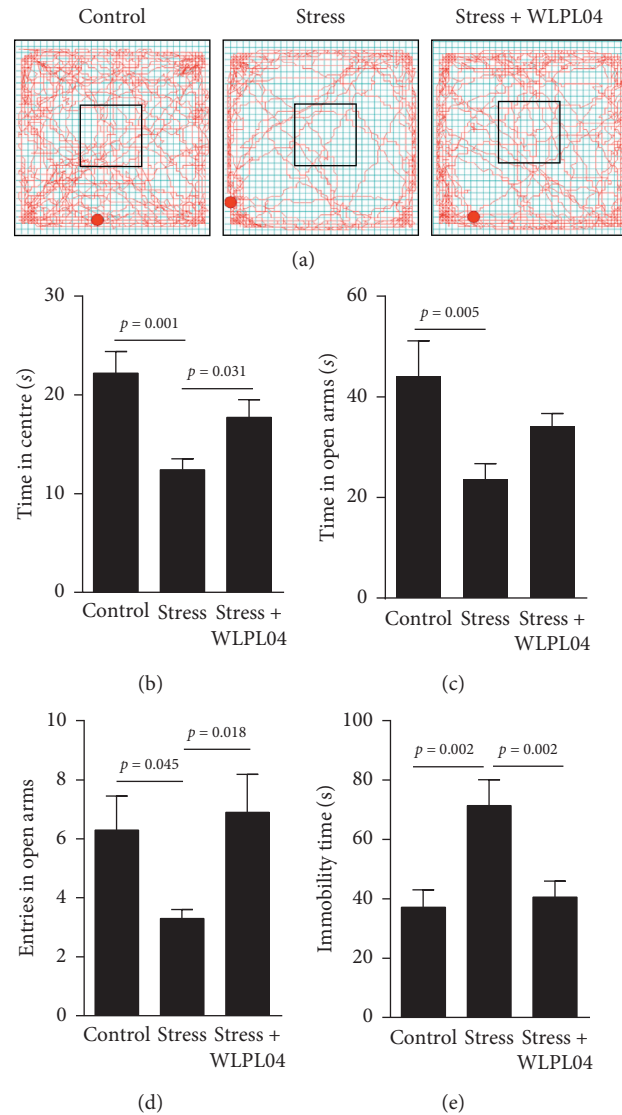 Control
Stress
Stress + WLPL04
(a)
Time in centre (s)
30
20
10
0
p = 0.001
p = 0.031
Control
Stress
Stress +
WLPL04
(b)
Time in open arms (s)
60
40
20
0
p = 0.005
Control
Stress
Stress +
WLPL04
(c)
Entries in open arms
10
8
6
4
2
0
p = 0.045
p = 0.018
Control
Stress
Stress +
WLPL04
(d)
Immobility time (s)
100
80
60
40
20
0
p = 0.002
p = 0.002
Control
Stress
Stress +
WLPL04
(e)